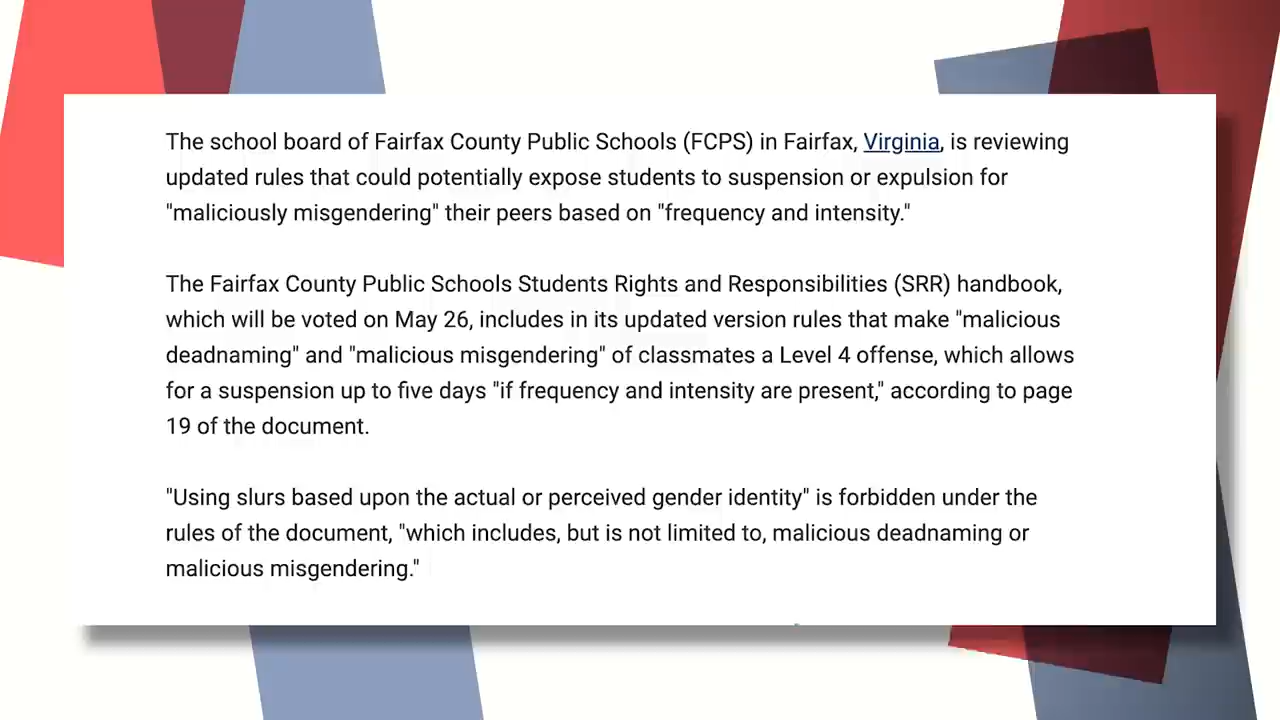 The school board of Fairfax County Public Schools (FCPS) in Fairfax, Virginia, is reviewing
updated rules that could potentially expose students to suspension or expulsion for
"maliciously misgendering" their peers based on "frequency and intensity."
The Fairfax County Public Schools Students Rights and Responsibilities (SRR) handbook,
which will be voted on May 26, includes in its updated version rules that make "malicious
deadnaming" and "malicious misgendering" of classmates a Level 4 offense, which allows
for a suspension up to five days "if frequency and intensity are present," according to page
19 of the document.
"Using slurs based upon the actual or perceived gender identity" is forbidden under the
rules of the document, "which includes, but is not limited to, malicious deadnaming or
malicious misgendering."